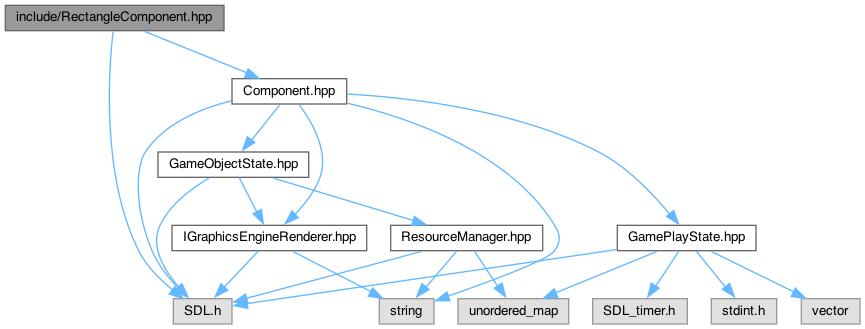 include/RectangleComponent.hpp
Component.hpp
GameObjectState.hpp
IGraphicsEngineRenderer.hpp
ResourceManager.hpp
GamePlayState.hpp
SDL.h
string
unordered_map
SDL_timer.h
stdint.h
vector